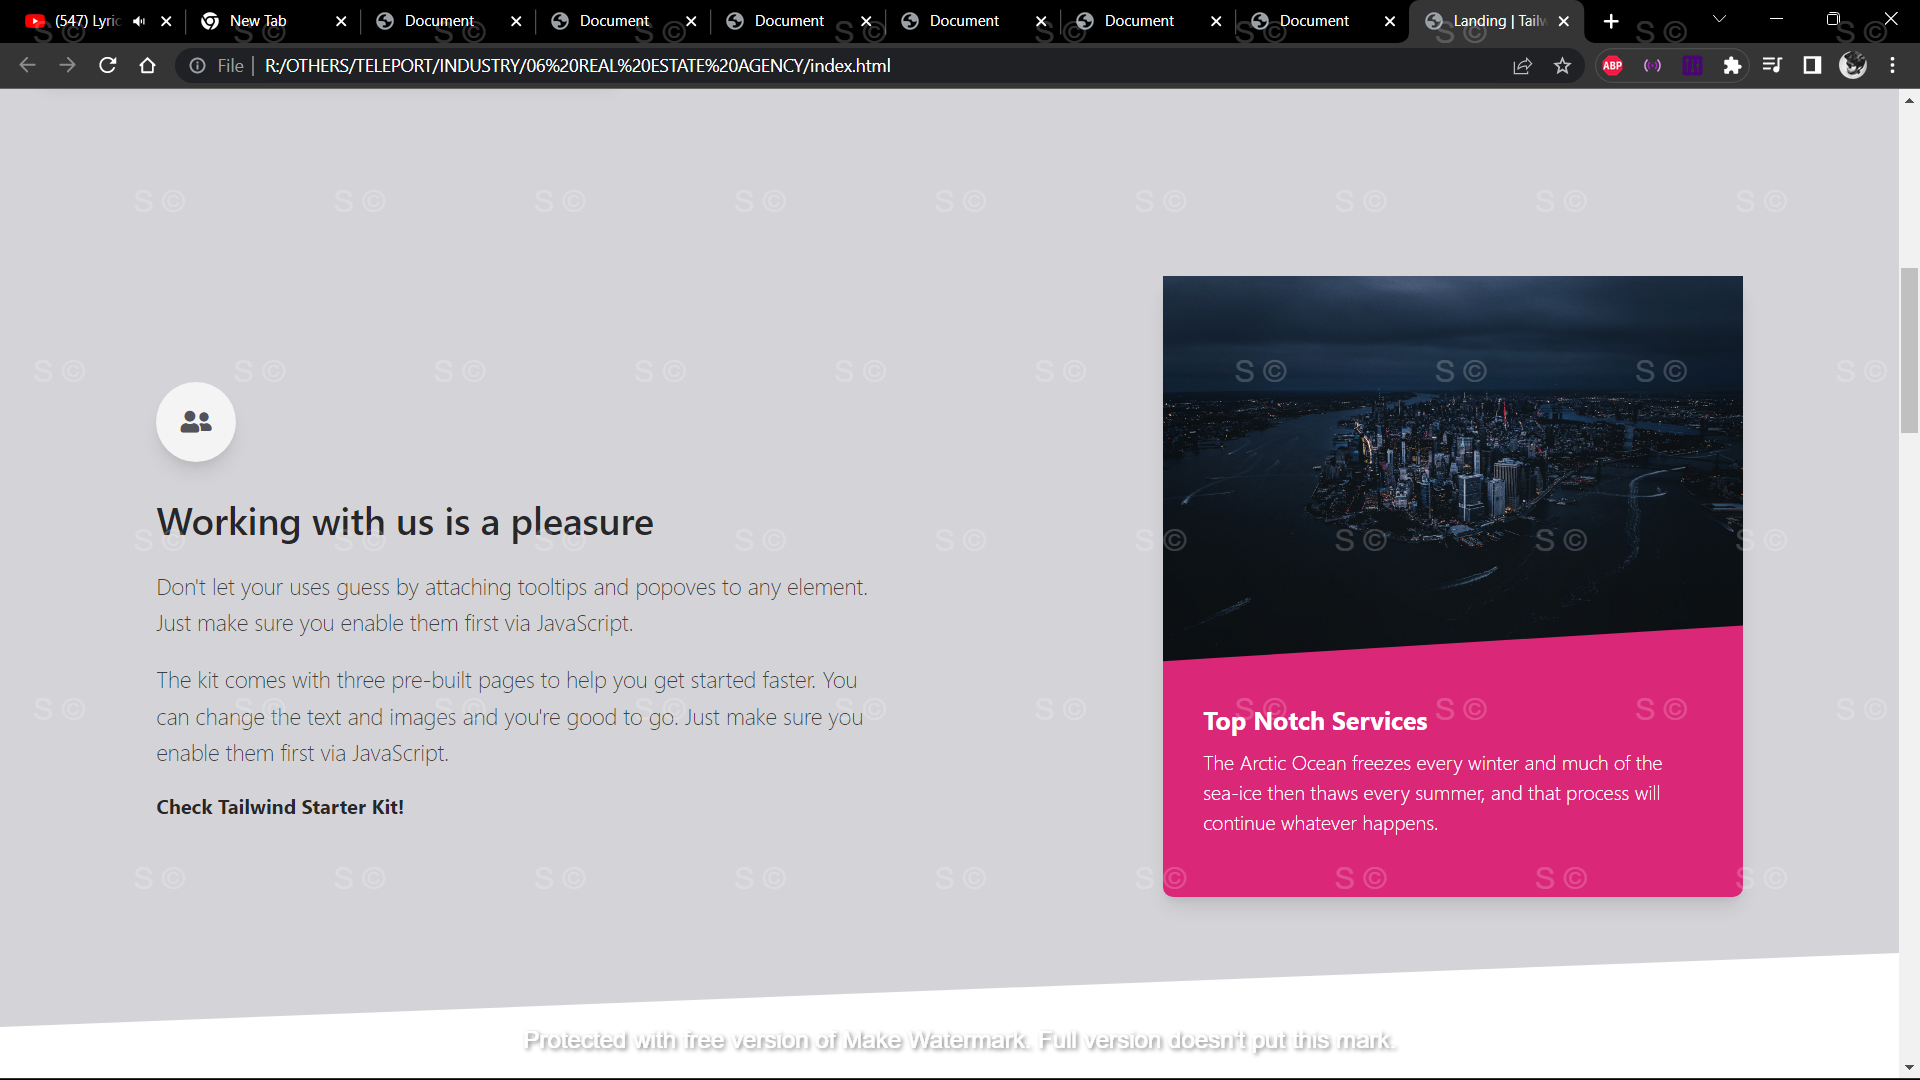 (547) Lyric
New Tab
Document
Document
Document
Document
Document
Document
Landing | Tailw
File
R:/OTHERS/TELEPORT/INDUSTRY/06%20REAL%20ESTATE%20AGENCY/index.html
ABP
Working with us is a pleasure
Don't let your uses guess by attaching tooltips and popoves to any element.
Just make sure you enable them first via JavaScript.
The kit comes with three pre-built pages to help you get started faster. You
can change the text and images and you're good to go. Just make sure you
enable them first via JavaScript.
Check Tailwind Starter Kit!
Top Notch Services
The Arctic Ocean freezes every winter and much of the
sea-ice then thaws every summer, and that process will
continue whatever happens.
S © S © S © S © S © S © S © S © S ©
S © S © S © S © S © S © S © S © S © S ©
Protected with free version of Make Watermark. Full version doesn't put this mark.